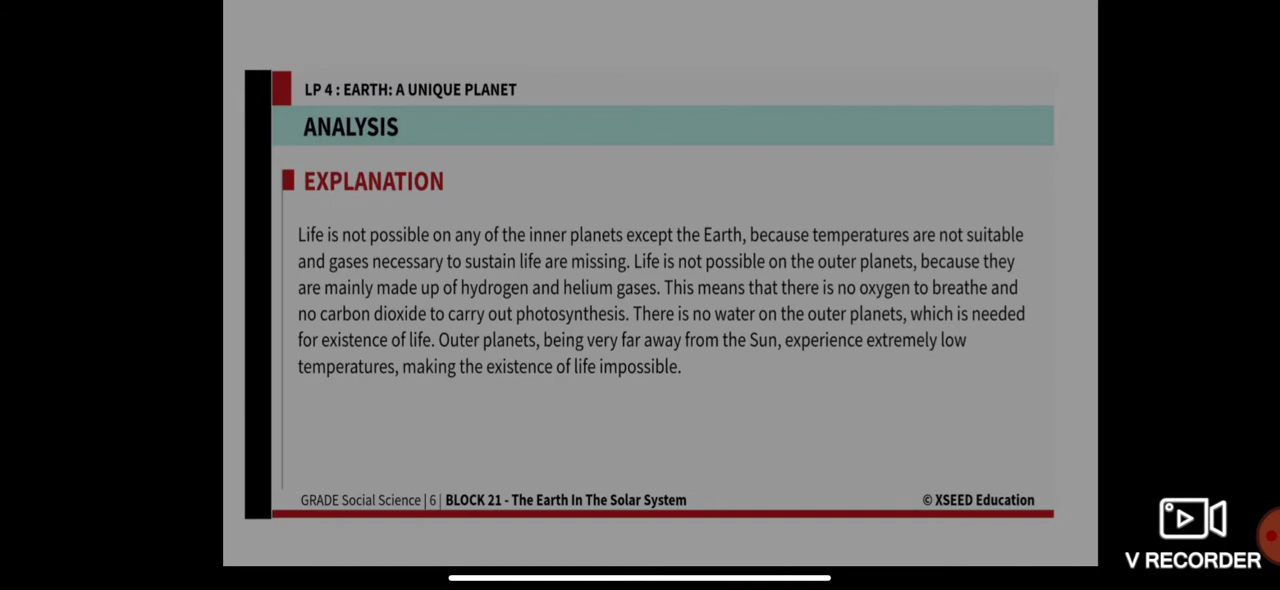 LP 4 : EARTH: A UNIQUE PLANET
ANALYSIS
EXPLANATION
Life is not possible on any of the inner planets except the Earth, because temperatures are not suitable
and gases necessary to sustain life are missing. Life is not possible on the outer planets, because they
are mainly made up of hydrogen and helium gases. This means that there is no oxygen to breathe and
no carbon dioxide to carry out photosynthesis. There is no water on the outer planets, which is needed
for existence of life. Outer planets, being very far away from the Sun, experience extremely low
temperatures, making the existence of life impossible.
GRADE Social Science | 6 | BLOCK 21 - The Earth In The Solar System
© XSEED Education
V RECORDER